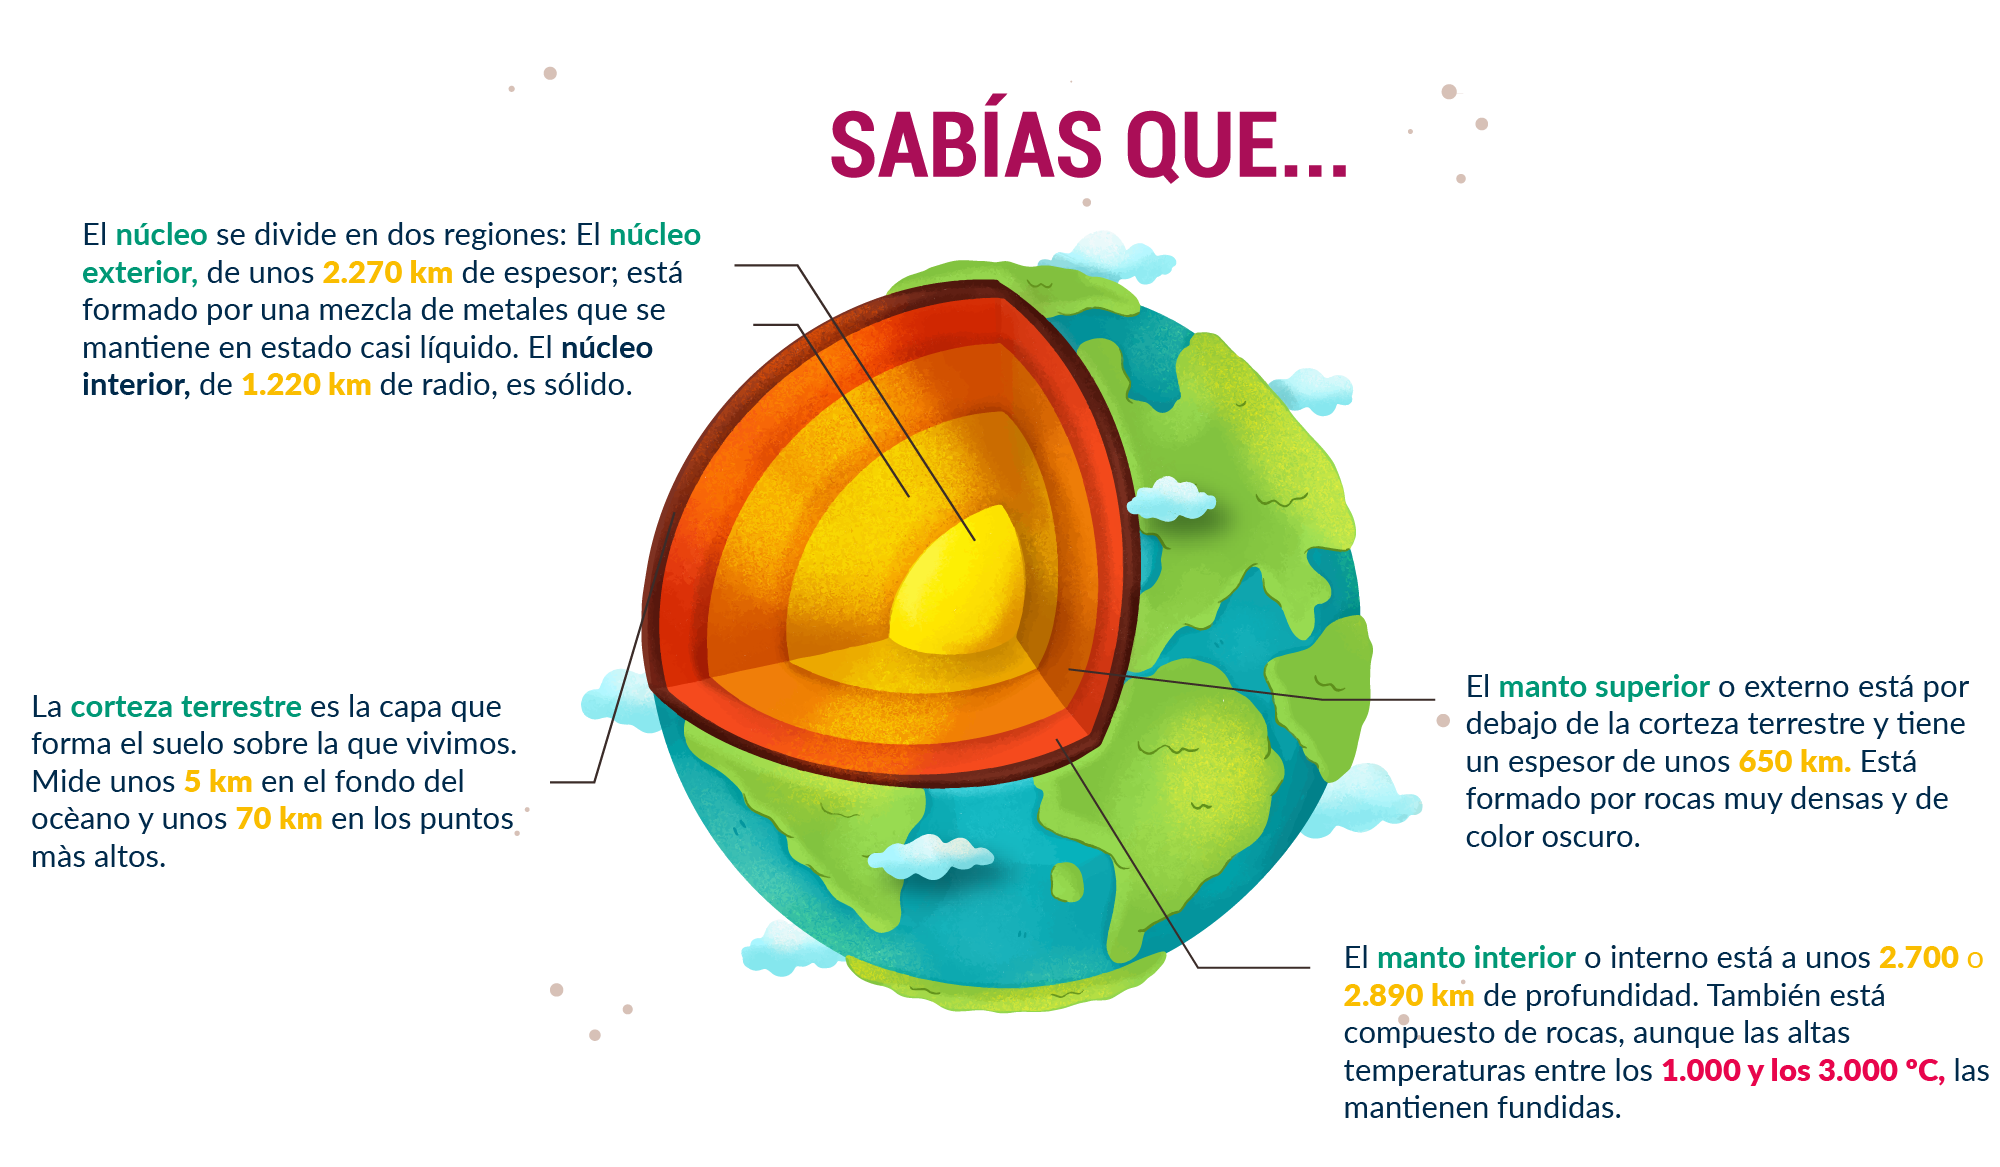 SABÍAS QUE...
El núcleo se divide en dos regiones: El núcleo
exterior, de unos 2.270 km de espesor; está
formado por una mezcla de metales que se
mantiene en estado casi líquido. El núcleo
interior, de 1.220 km de radio, es sólido.
La corteza terrestre es la capa que
forma el suelo sobre la que vivimos.
Mide unos 5 km en el fondo del
ocèano y unos 70 km en los puntos
màs altos.
El manto superior o externo está por
debajo de la corteza terrestre y tiene
un espesor de unos 650 km. Está
formado por rocas muy densas y de
color oscuro.
El manto interior o interno está a unos 2.700 o
2.890 km de profundidad. También está
compuesto de rocas, aunque las altas
temperaturas entre los 1.000 y los 3.000 ºC, las
mantienen fundidas.